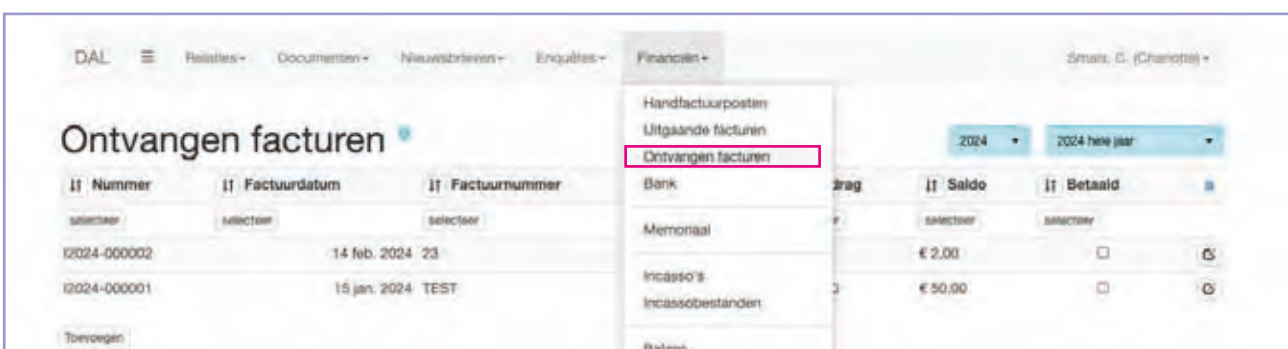 DAL ☰ Relaties Documenten Nieuwsbrieven Enquêtes Financiën Smals, C. (Charlotte)
Ontvangen facturen
2024 2024 hele jaar
Nummer Factuurdatum Factuurnummer drag Saldo Betaald
selecteer selecteer selecteer selecteer selecteer
I2024-000002 14 feb. 2024 23 € 2,00
I2024-000001 15 jan. 2024 TEST € 50,00
Toevoegen
Handfactuurposten
Uitgaande facturen
Ontvangen facturen
Bank
Memoriaal
Incasso's
Incassobestanden
Balans